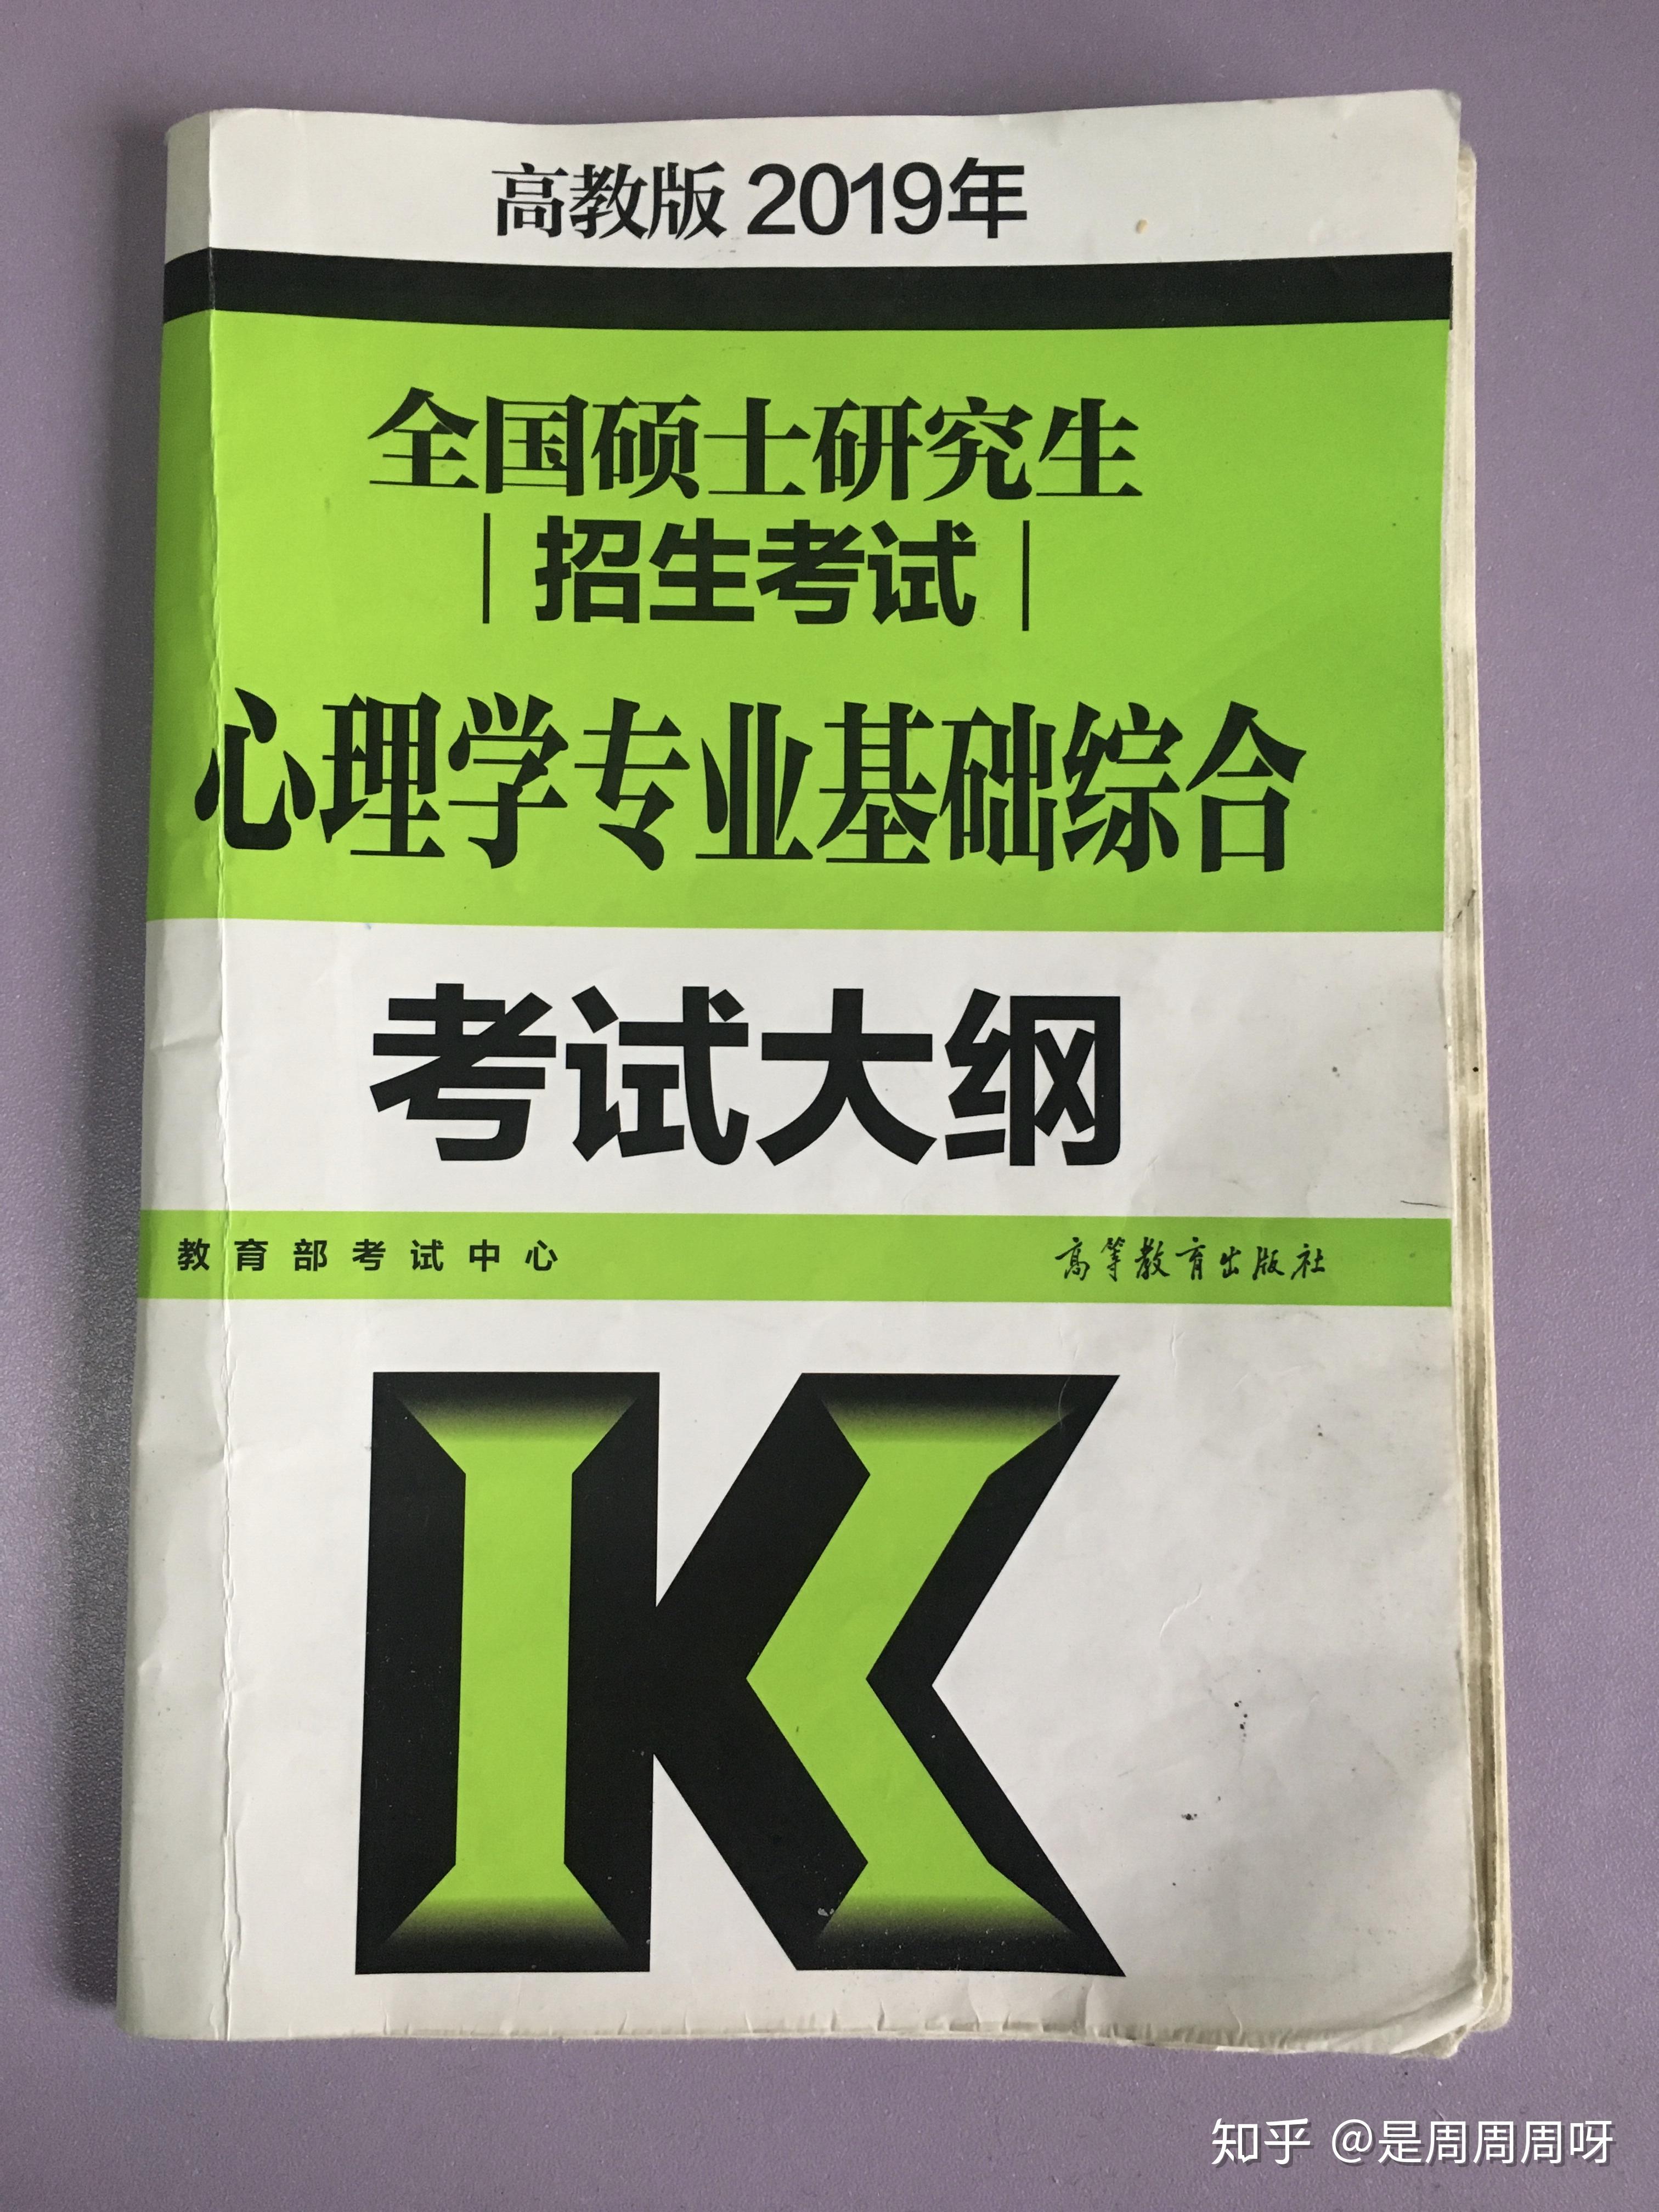 高教版 2019年
全国硕士研究生
招生考试
心理学专业基础综合
考试大纲
教育部考试中心 高等教育出版社
K
知乎 @是周周周呀